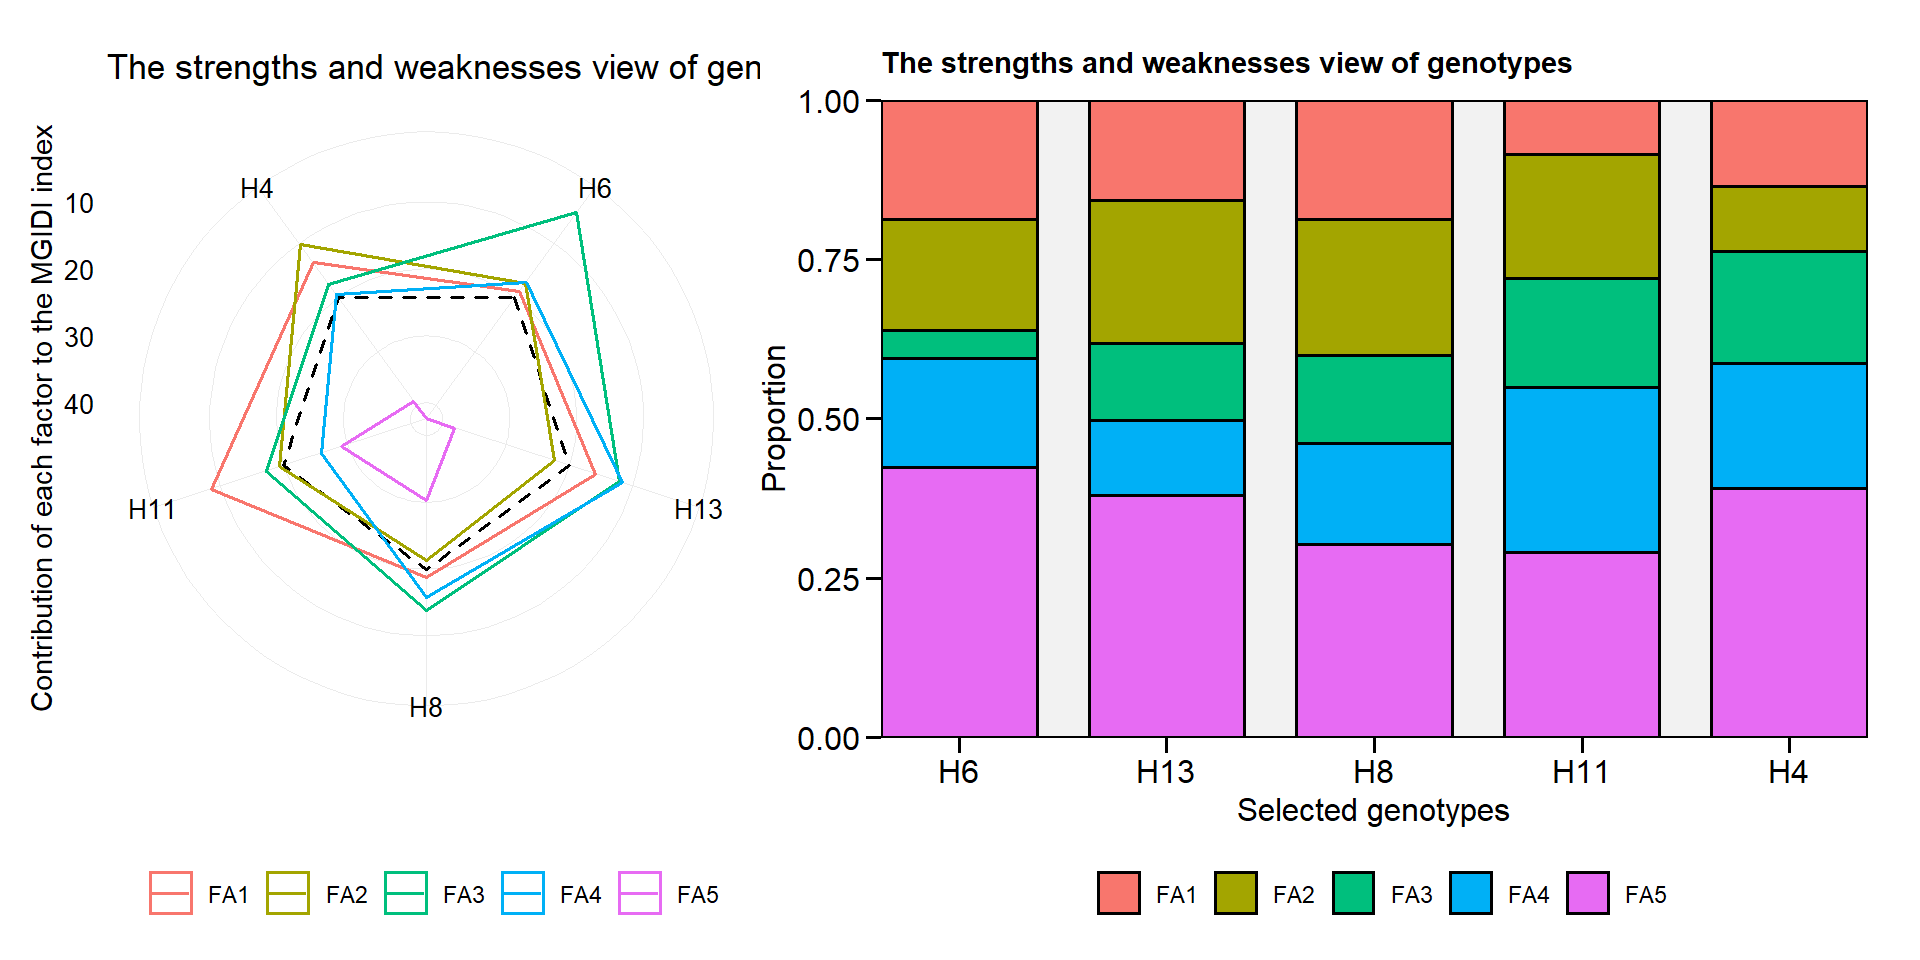 The strengths and weaknesses view of gen
Contribution of each factor to the MGIDI index
10
20
30
40
H4
H6
H11
H13
H8
FA1
FA2
FA3
FA4
FA5
The strengths and weaknesses view of genotypes
Proportion
1.00
0.75
0.50
0.25
0.00
H6
H13
H8
H11
H4
Selected genotypes
FA1
FA2
FA3
FA4
FA5